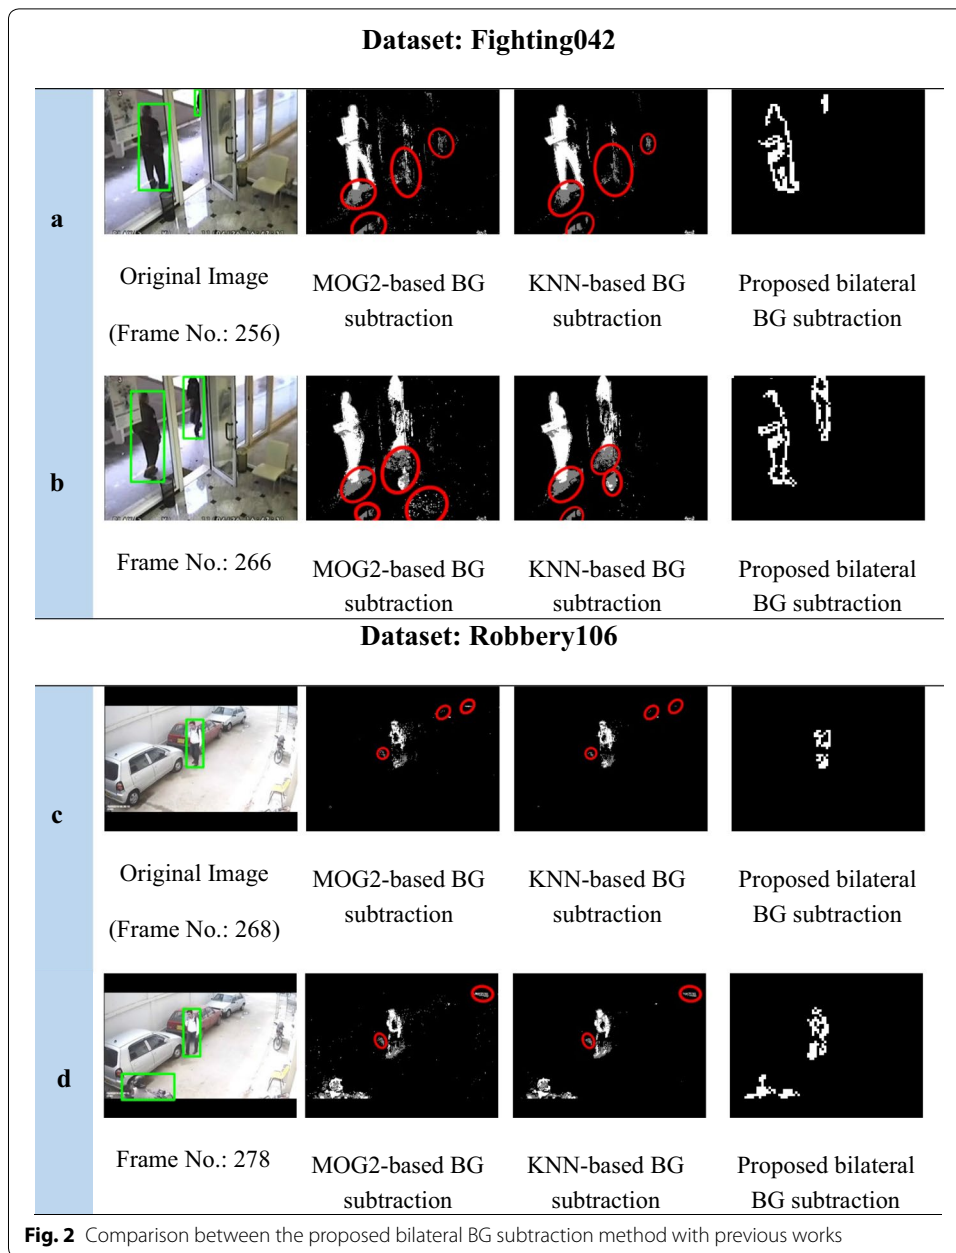 Dataset: Fighting042
a
Original Image
(Frame No.: 256)
MOG2-based BG
subtraction
KNN-based BG
subtraction
Proposed bilateral
BG subtraction
b
Frame No.: 266
MOG2-based BG
subtraction
KNN-based BG
subtraction
Proposed bilateral
BG subtraction
Dataset: Robbery106
c
Original Image
(Frame No.: 268)
MOG2-based BG
subtraction
KNN-based BG
subtraction
Proposed bilateral
BG subtraction
d
Frame No.: 278
MOG2-based BG
subtraction
KNN-based BG
subtraction
Proposed bilateral
BG subtraction
Fig. 2 Comparison between the proposed bilateral BG subtraction method with previous works